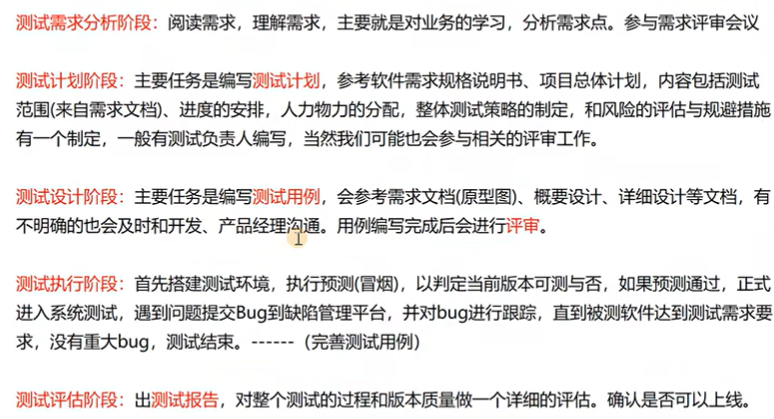 测试需求分析阶段：阅读需求，理解需求，主要就是对业务的学习，分析需求点。参与需求评审会议
测试计划阶段：主要任务是编写测试计划，参考软件需求规格说明书、项目总体计划，内容包括测试
范围(来自需求文档)、进度的安排，人力物力的分配，整体测试策略的制定，和风险的评估与规避措施
有一个制定，一般有测试负责人编写，当然我们可能也会参与相关的评审工作。
测试设计阶段：主要任务是编写测试用例，会参考需求文档(原型图)、概要设计、详细设计等文档，有
不明确的也会及时和开发、产品经理沟通。用例编写完成后会进行评审。
测试执行阶段：首先搭建测试环境，执行预测(冒烟)，以判定当前版本可测与否，如果预测通过，正式
进入系统测试，遇到问题提交Bug到缺陷管理平台，并对bug进行跟踪，直到被测软件达到测试需求要
求，没有重大bug，测试结束。------（完善测试用例）
测试评估阶段：出测试报告，对整个测试的过程和版本质量做一个详细的评估。确认是否可以上线。